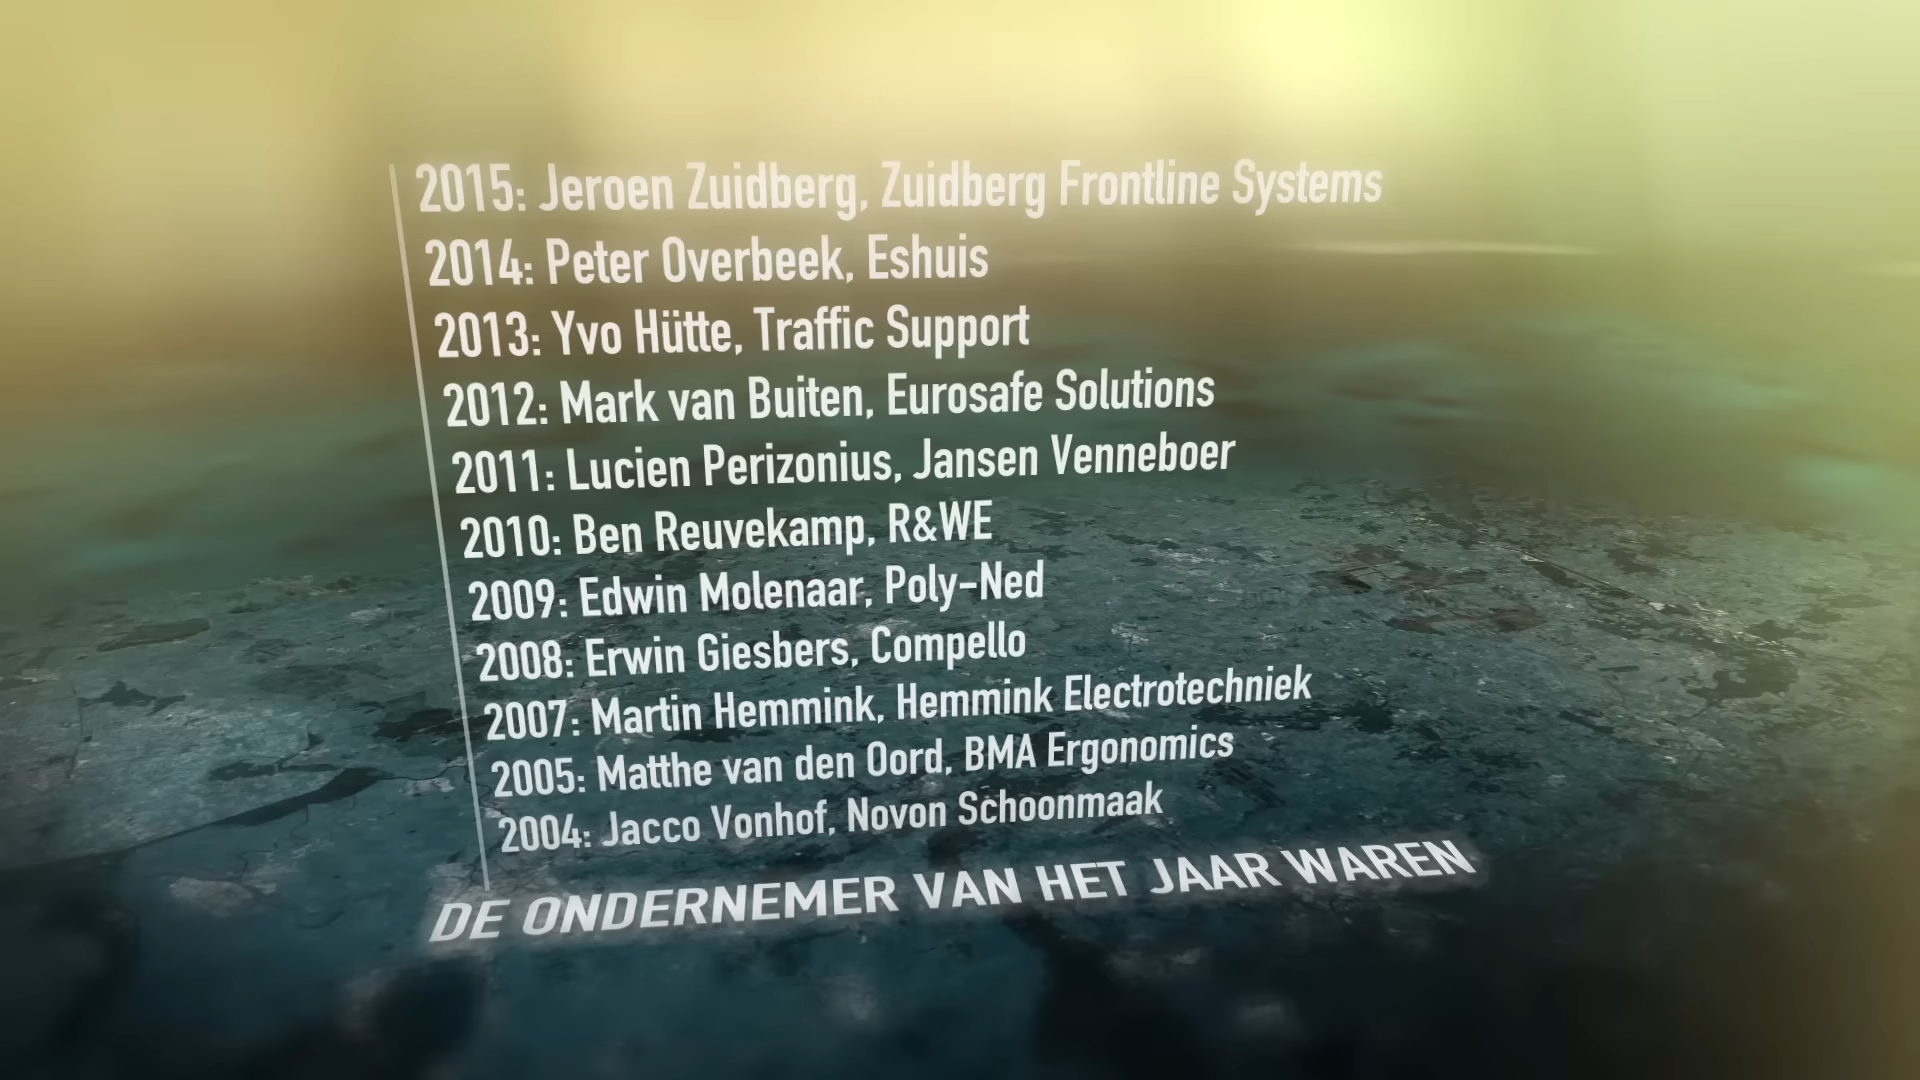 2015: Jeroen Zuidberg, Zuidberg Frontline Systems
2014: Peter Overbeek, Eshuis
2013: Yvo Hütte, Traffic Support
2012: Mark van Buiten, Eurosafe Solutions
2011: Lucien Perizonius, Jansen Venneboer
2010: Ben Reuvekamp, R&WE
2009: Edwin Molenaar, Poly-Ned
2008: Erwin Giesbers, Compello
2007: Martin Hemmink, Hemmink Electrotechniek
2005: Matthe van den Oord, BMA Ergonomics
2004: Jacco Vonhof, Novon Schoonmaak
DE ONDERNEMER VAN HET JAAR WAREN